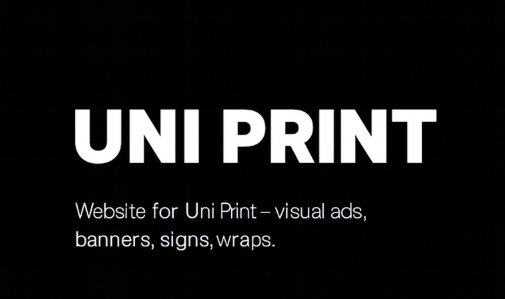 UNI PRINT
Website for Uni Print – visual ads,
banners, signs, wraps.